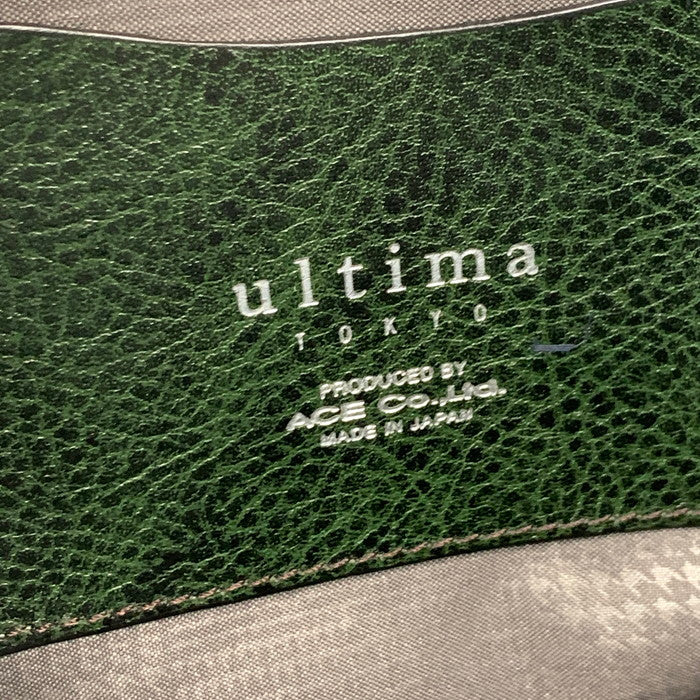 ultima
TOKYO
PRODUCED BY
ACE Co.,Ltd.
MADE IN JAPAN